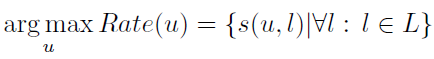 arg max Rate(u) = {s(u, l)|∀l : l ∈ L}
u